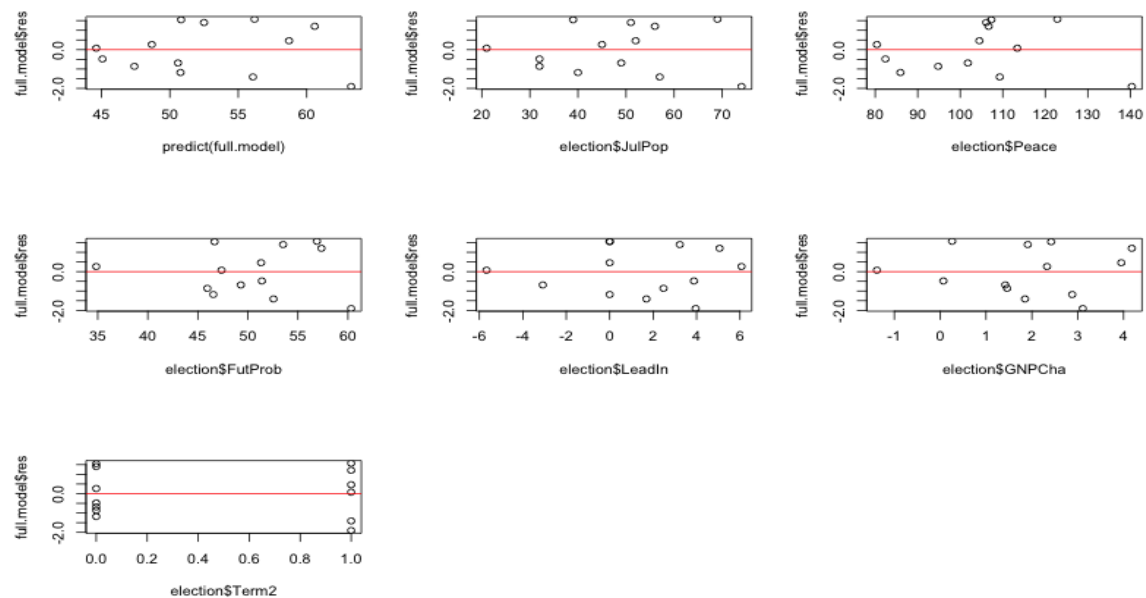 full.model$res
0.0
-2.0
45 50 55 60
predict(full.model)
full.model$res
0.0
-2.0
20 30 40 50 60 70
election$JulPop
full.model$res
0.0
-2.0
80 90 100 110 120 130 140
election$Peace
full.model$res
0.0
-2.0
35 40 45 50 55 60
election$FutProb
full.model$res
0.0
-2.0
-6 -4 -2 0 2 4 6
election$LeadIn
full.model$res
0.0
-2.0
-1 0 1 2 3 4
election$GNPCha
full.model$res
0.0
-2.0
0.0 0.2 0.4 0.6 0.8 1.0
election$Term2